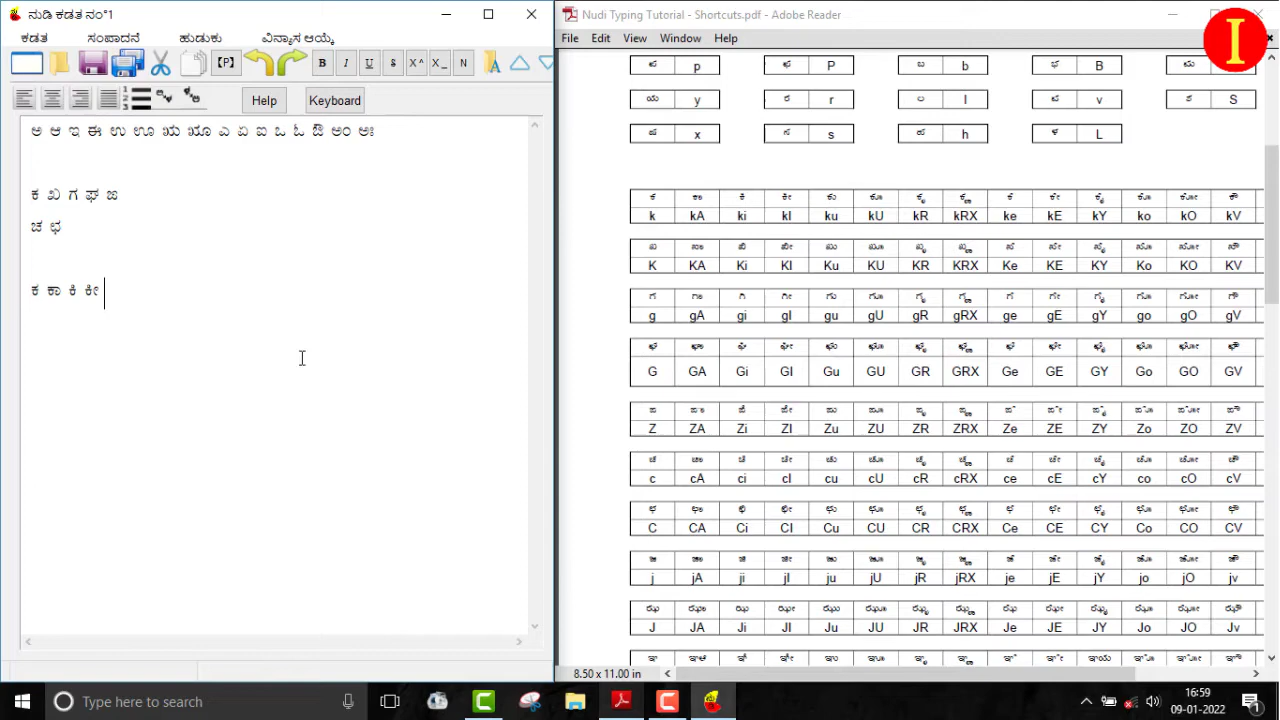 ನುಡಿ ಕಡತ ನಂ°1
ಕಡತ ಸಂಪಾದನೆ ಹುಡುಕು ವಿನ್ಯಾಸ ಆಯ್ಕೆ
[P] B I U S X^ X_ N
Help Keyboard
ಅ ಆ ಇ ಈ ಉ ಊ ಋ ೠ ಎ ಏ ಐ ಒ ಓ ಔ ಅಂ ಅಃ
ಕ ಖ ಗ ಘ ಙ
ಚ ಛ
ಕ ಕಾ ಕಿ ಕೀ
Nudi Typing Tutorial - Shortcuts.pdf - Adobe Reader
I
File Edit View Window Help
ಪ p ಫ P ಬ b ಭ B ಮ
ಯ y ರ r ಲ l ವ v ಶ S
ಷ x ಸ s ಹ h ಳ L
ಕ ಕಾ ಕಿ ಕೀ ಕು ಕೂ ಕೃ ಕೄ ಕೆ ಕೇ ಕೈ ಕೊ ಕೋ ಕೌ
k kA ki kI ku kU kR kRX ke kE kY ko kO kV
ಖ ಖಾ ಖಿ ಖೀ ಖು ಖೂ ಖೃ ಖೄ ಖೆ ಖೇ ಖೈ ಖೊ ಖೋ ಖೌ
K KA Ki KI Ku KU KR KRX Ke KE KY Ko KO KV
ಗ ಗಾ ಗಿ ಗೀ ಗು ಗೂ ಗೃ ಗೄ ಗೆ ಗೇ ಗೈ ಗೊ ಗೋ ಗೌ
g gA gi gI gu gU gR gRX ge gE gY go gO gV
ಘ ಘಾ ಘಿ ಘೀ ಘು ಘೂ ಘೃ ಘೄ ಘೆ ಘೇ ಘೈ ಘೊ ಘೋ ಘೌ
G GA Gi GI Gu GU GR GRX Ge GE GY Go GO GV
Z ZA Zi ZI Zu ZU ZR ZRX Ze ZE ZY Zo ZO ZV
ಚ ಚಾ ಚಿ ಚೀ ಚು ಚೂ ಚೃ ಚೄ ಚೆ ಚೇ ಚೈ ಚೊ ಚೋ ಚೌ
c cA ci cI cu cU cR cRX ce cE cY co cO cV
ಛ ಛಾ ಛಿ ಛೀ ಛು ಛೂ ಛೃ ಛೄ ಛೆ ಛೇ ಛೈ ಛೊ ಛೋ ಛೌ
C CA Ci CI Cu CU CR CRX Ce CE CY Co CO CV
ಜ ಜಾ ಜಿ ಜೀ ಜು ಜೂ ಜೃ ಜೄ ಜೆ ಜೇ ಜೈ ಜೊ ಜೋ ಜೌ
j jA ji jI ju jU jR jRX je jE jY jo jO jv
ಝ ಝಾ ಝಿ ಝೀ ಝು ಝೂ ಝೃ ಝೄ ಝೆ ಝೇ ಝೈ ಝೊ ಝೋ ಝೌ
J JA Ji JI Ju JU JR JRX Je JE JY Jo JO Jv
8.50 x 11.00 in
Type here to search
16:59
09-01-2022